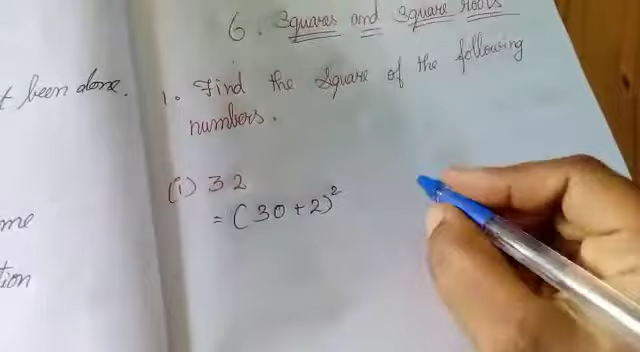 t been done.
me
tion
6. Squares and Square Roots
1. Find the Square of the following
numbers.
(i) 32
= (30+2)²